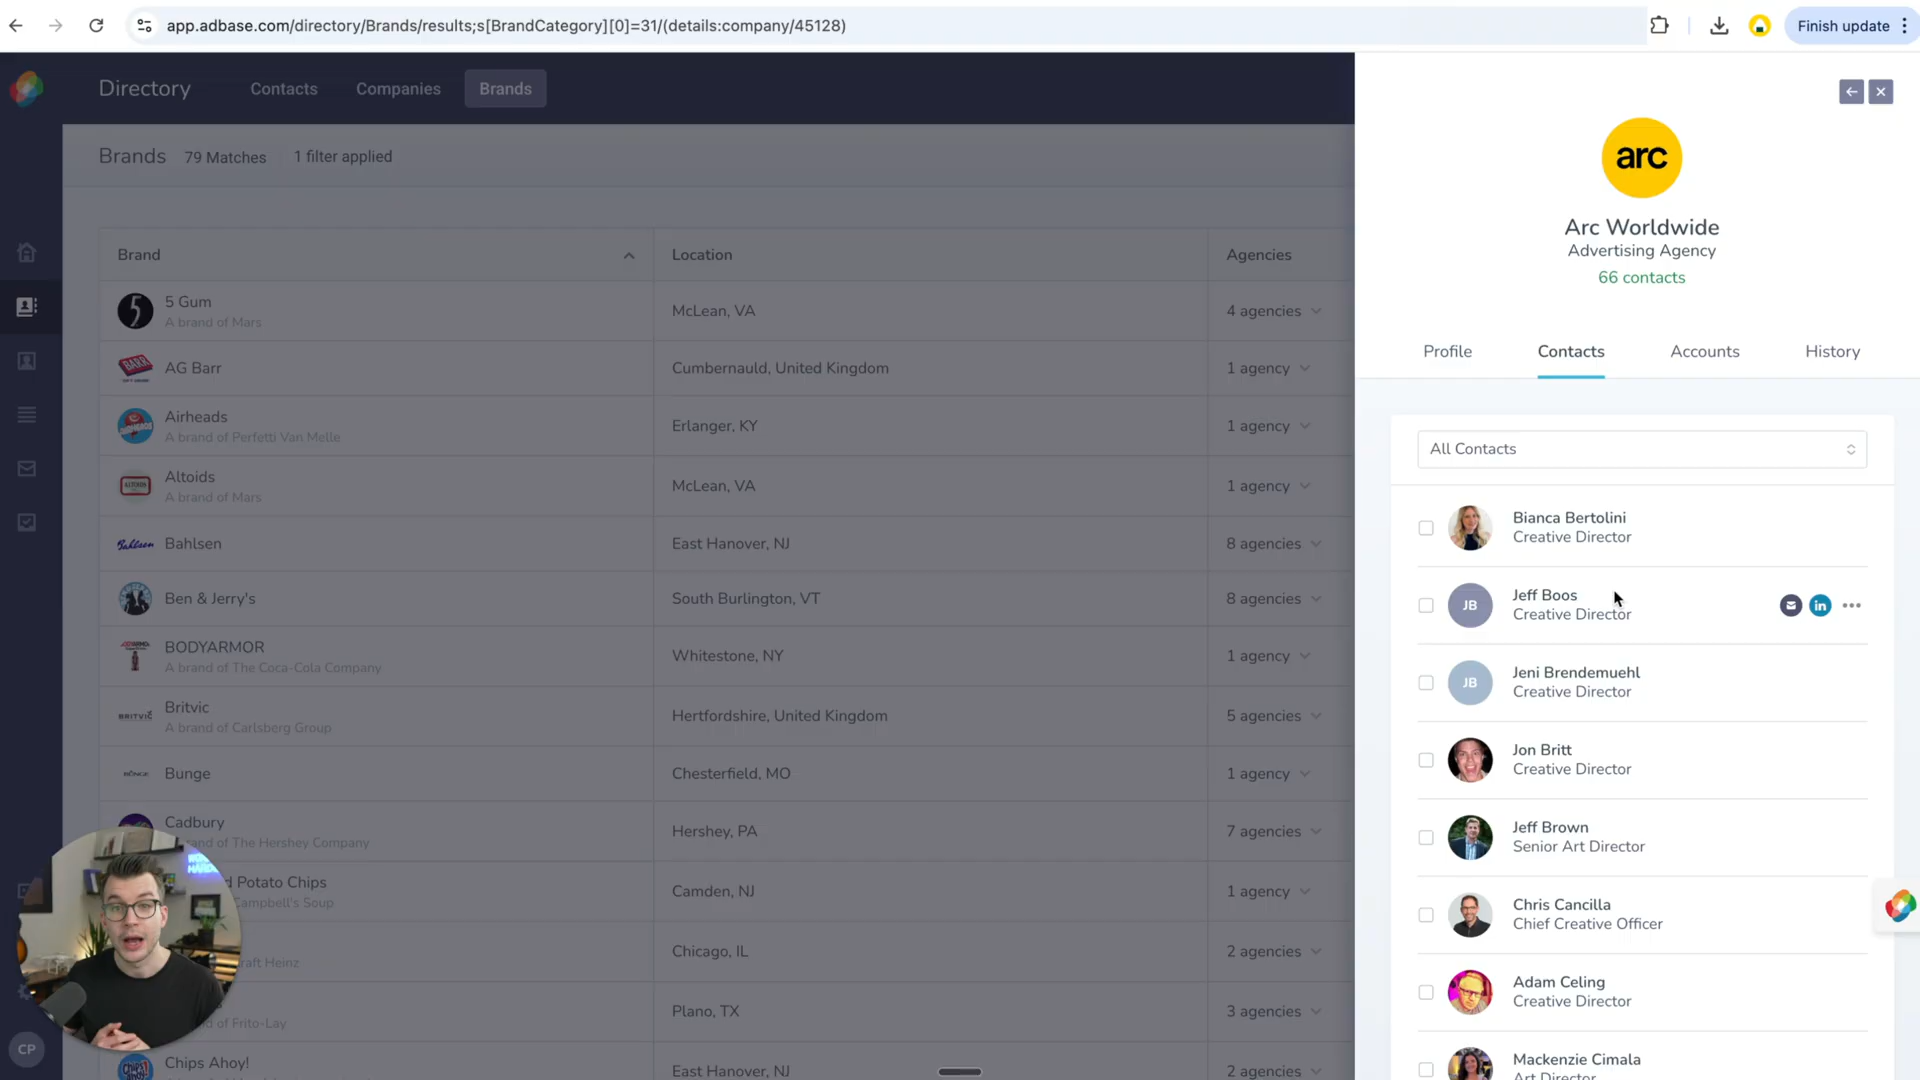 app.adbase.com/directory/Brands/results;s[BrandCategory][0]=31/(details:company/45128)
Finish update
Directory
Contacts
Companies
Brands
Brands
79 Matches
1 filter applied
Brand
Location
Agencies
5 Gum
A brand of Mars
McLean, VA
4 agencies
AG Barr
Cumbernauld, United Kingdom
1 agency
Airheads
A brand of Perfetti Van Melle
Erlanger, KY
1 agency
Altoids
A brand of Mars
McLean, VA
1 agency
Bahlsen
East Hanover, NJ
8 agencies
Ben & Jerry's
South Burlington, VT
8 agencies
BODYARMOR
A brand of The Coca-Cola Company
Whitestone, NY
1 agency
BRITVIC
Britvic
A brand of Carlsberg Group
Hertfordshire, United Kingdom
5 agencies
BUNGE
Bunge
Chesterfield, MO
1 agency
Cadbury
and of The Hershey Company
Hershey, PA
7 agencies
d Potato Chips
Campbell's Soup
Camden, NJ
1 agency
raft Heinz
Chicago, IL
2 agencies
nd of Frito-Lay
Plano, TX
3 agencies
Chips Ahoy!
East Hanover, NJ
2 agencies
CP
arc
Arc Worldwide
Advertising Agency
66 contacts
Profile
Contacts
Accounts
History
All Contacts
Bianca Bertolini
Creative Director
JB
Jeff Boos
Creative Director
in
JB
Jeni Brendemuehl
Creative Director
Jon Britt
Creative Director
Jeff Brown
Senior Art Director
Chris Cancilla
Chief Creative Officer
Adam Celing
Creative Director
Mackenzie Cimala
Art Director